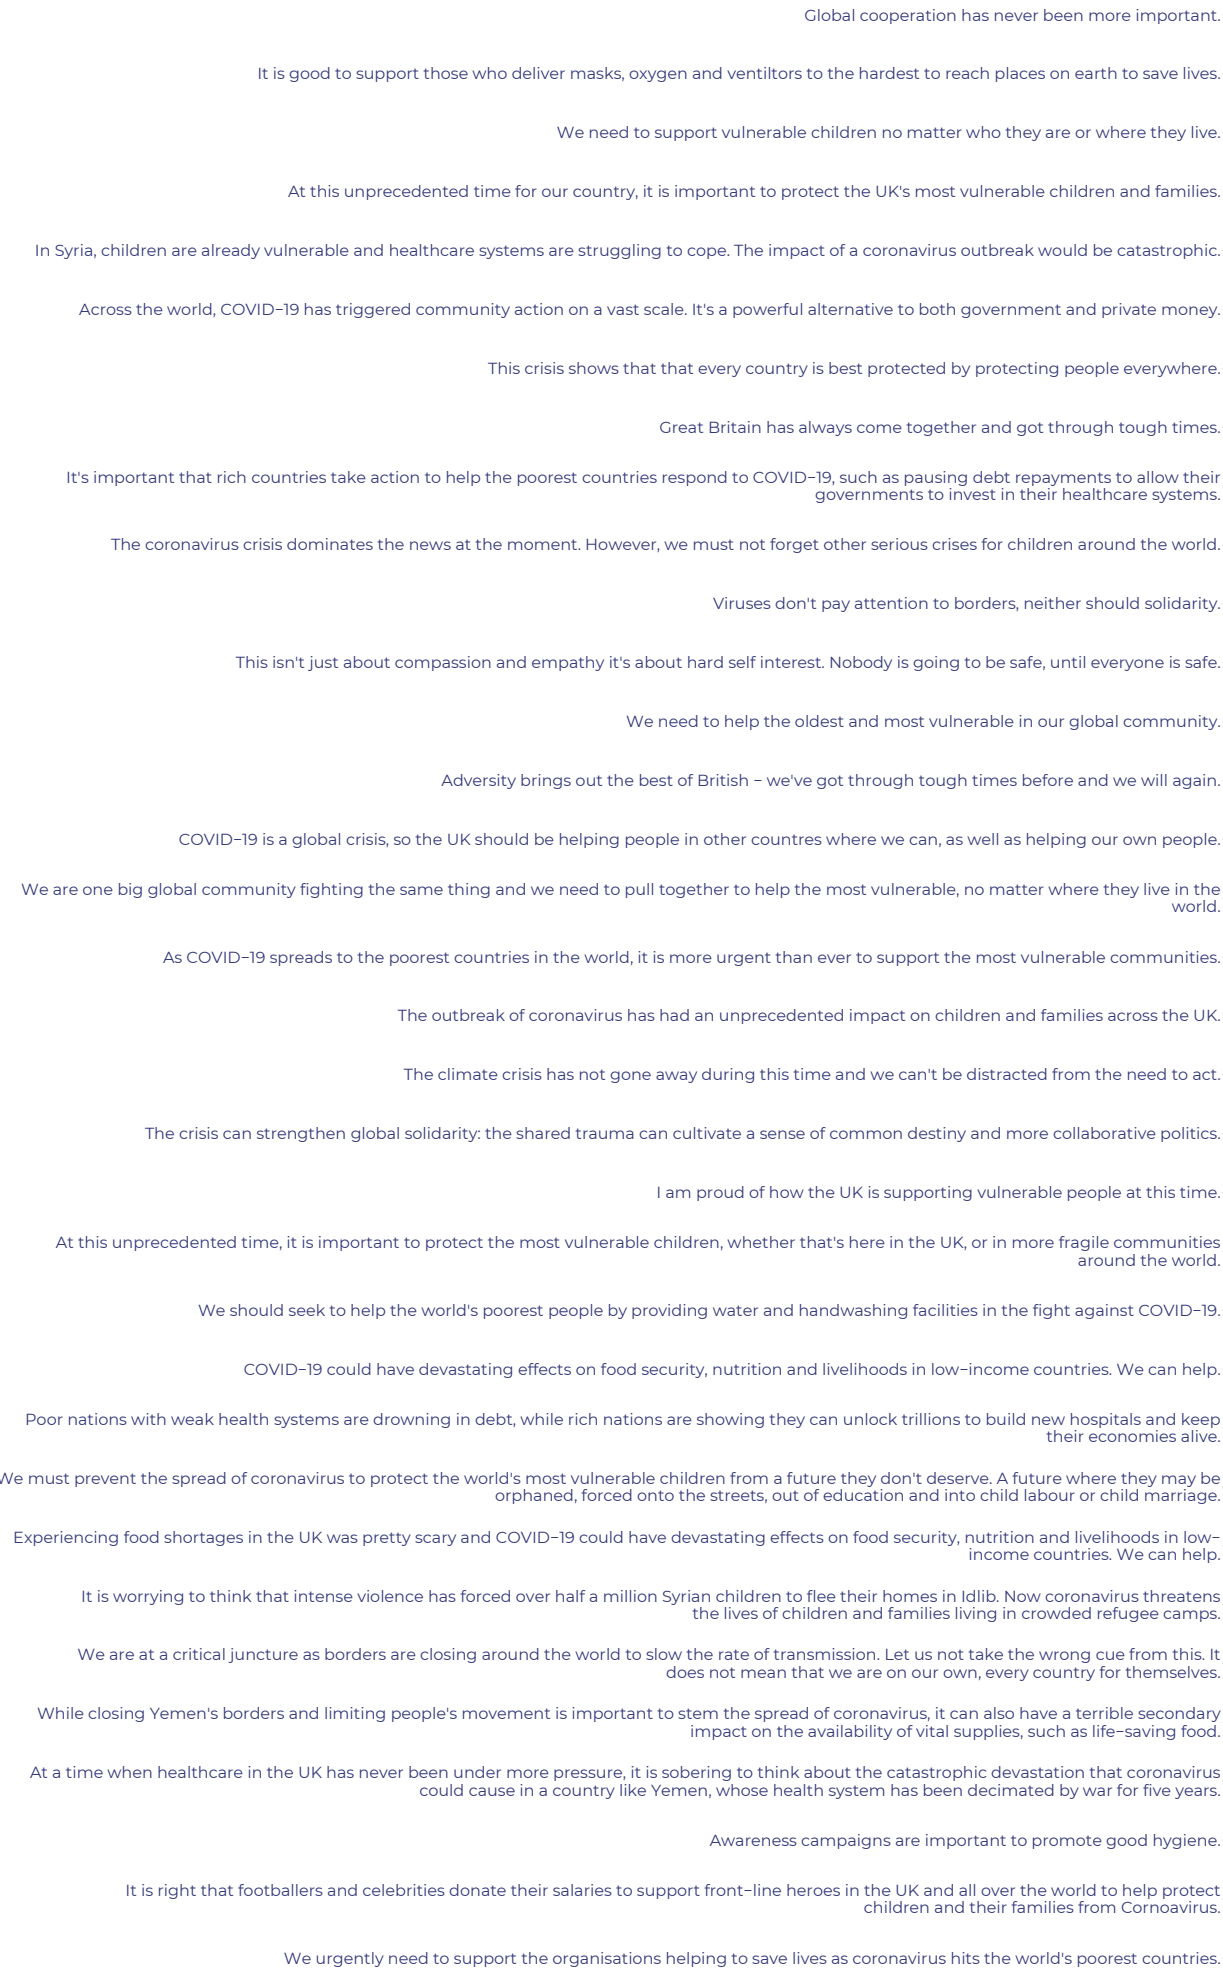 Global cooperation has never been more important.
It is good to support those who deliver masks, oxygen and ventiltors to the hardest to reach places on earth to save lives.
We need to support vulnerable children no matter who they are or where they live.
At this unprecedented time for our country, it is important to protect the UK's most vulnerable children and families.
In Syria, children are already vulnerable and healthcare systems are struggling to cope. The impact of a coronavirus outbreak would be catastrophic.
Across the world, COVID−19 has triggered community action on a vast scale. It's a powerful alternative to both government and private money.
This crisis shows that that every country is best protected by protecting people everywhere.
Great Britain has always come together and got through tough times.
It's important that rich countries take action to help the poorest countries respond to COVID−19, such as pausing debt repayments to allow their
governments to invest in their healthcare systems.
The coronavirus crisis dominates the news at the moment. However, we must not forget other serious crises for children around the world.
Viruses don't pay attention to borders, neither should solidarity.
This isn't just about compassion and empathy it's about hard self interest. Nobody is going to be safe, until everyone is safe.
We need to help the oldest and most vulnerable in our global community.
Adversity brings out the best of British − we've got through tough times before and we will again.
COVID−19 is a global crisis, so the UK should be helping people in other countres where we can, as well as helping our own people.
We are one big global community fighting the same thing and we need to pull together to help the most vulnerable, no matter where they live in the
world.
As COVID−19 spreads to the poorest countries in the world, it is more urgent than ever to support the most vulnerable communities.
The outbreak of coronavirus has had an unprecedented impact on children and families across the UK.
The climate crisis has not gone away during this time and we can't be distracted from the need to act.
The crisis can strengthen global solidarity: the shared trauma can cultivate a sense of common destiny and more collaborative politics.
I am proud of how the UK is supporting vulnerable people at this time.
At this unprecedented time, it is important to protect the most vulnerable children, whether that's here in the UK, or in more fragile communities
around the world.
We should seek to help the world's poorest people by providing water and handwashing facilities in the fight against COVID−19.
COVID−19 could have devastating effects on food security, nutrition and livelihoods in low−income countries. We can help.
Poor nations with weak health systems are drowning in debt, while rich nations are showing they can unlock trillions to build new hospitals and keep
their economies alive.
We must prevent the spread of coronavirus to protect the world's most vulnerable children from a future they don't deserve. A future where they may be
orphaned, forced onto the streets, out of education and into child labour or child marriage.
Experiencing food shortages in the UK was pretty scary and COVID−19 could have devastating effects on food security, nutrition and livelihoods in low−
income countries. We can help.
It is worrying to think that intense violence has forced over half a million Syrian children to flee their homes in Idlib. Now coronavirus threatens
the lives of children and families living in crowded refugee camps.
We are at a critical juncture as borders are closing around the world to slow the rate of transmission. Let us not take the wrong cue from this. It
does not mean that we are on our own, every country for themselves.
While closing Yemen's borders and limiting people's movement is important to stem the spread of coronavirus, it can also have a terrible secondary
impact on the availability of vital supplies, such as life−saving food.
At a time when healthcare in the UK has never been under more pressure, it is sobering to think about the catastrophic devastation that coronavirus
could cause in a country like Yemen, whose health system has been decimated by war for five years.
Awareness campaigns are important to promote good hygiene.
It is right that footballers and celebrities donate their salaries to support front−line heroes in the UK and all over the world to help protect
children and their families from Cornoavirus.
We urgently need to support the organisations helping to save lives as coronavirus hits the world's poorest countries.